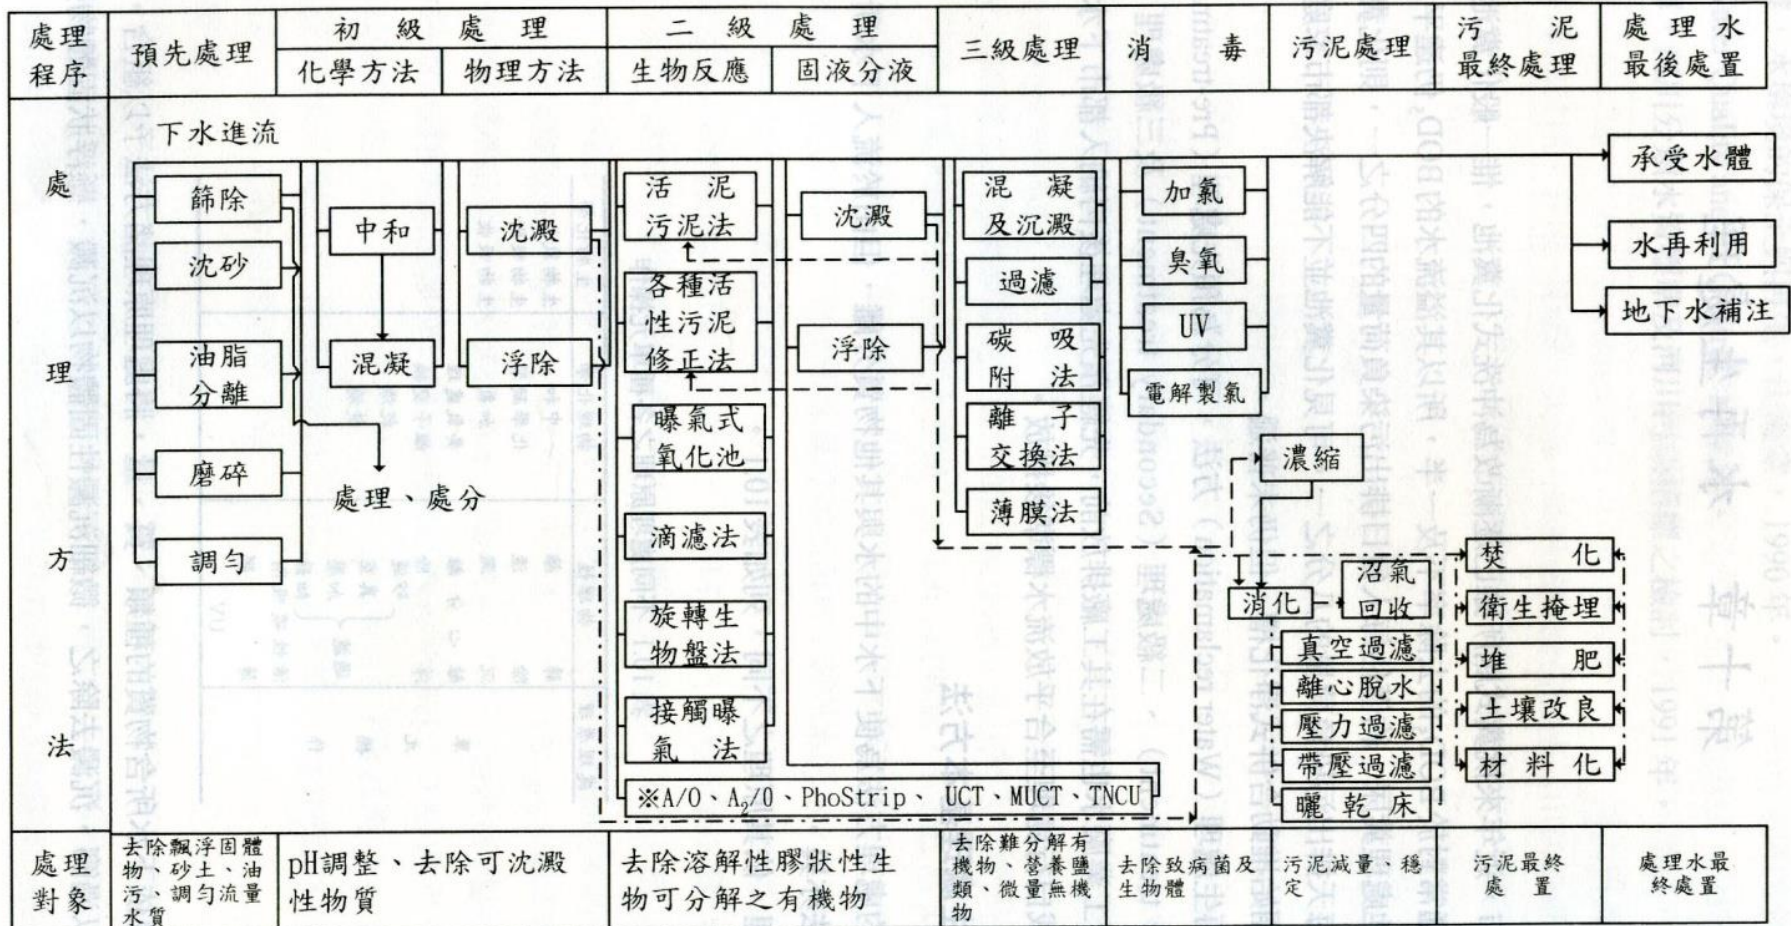 處理程序
預先處理
初級處理
化學方法
物理方法
二級處理
生物反應
固液分液
三級處理
消毒
污泥處理
污泥
最終處理
處理水
最後處置
處理方法
下水進流
篩除
沈砂
油脂
分離
磨碎
調勻
中和
混凝
處理、處分
沈澱
浮除
活泥
污泥法
各種活
性污泥
修正法
曝氣式
氧化池
滴濾法
旋轉生
物盤法
接觸曝
氣法
※A/O、A₂/0、PhoStrip、UCT、MUCT、TNCU
沈澱
浮除
混凝
及沉澱
過濾
碳吸
附法
離子
交換法
薄膜法
加氯
臭氧
UV
電解製氯
濃縮
消化
沼氣
回收
真空過濾
離心脫水
壓力過濾
帶壓過濾
曬乾床
焚化
衛生掩埋
堆肥
土壤改良
材料化
承受水體
水再利用
地下水補注
處理
對象
去除飄浮固體
物、砂土、油
污、調勻流量
水質
pH調整、去除可沈澱
性物質
去除溶解性膠狀性生
物可分解之有機物
去除難分解有
機物、營養鹽
類、微量無機
物
去除致病菌及
生物體
污泥減量、穩
定
污泥最終
處置
處理水最
終處置